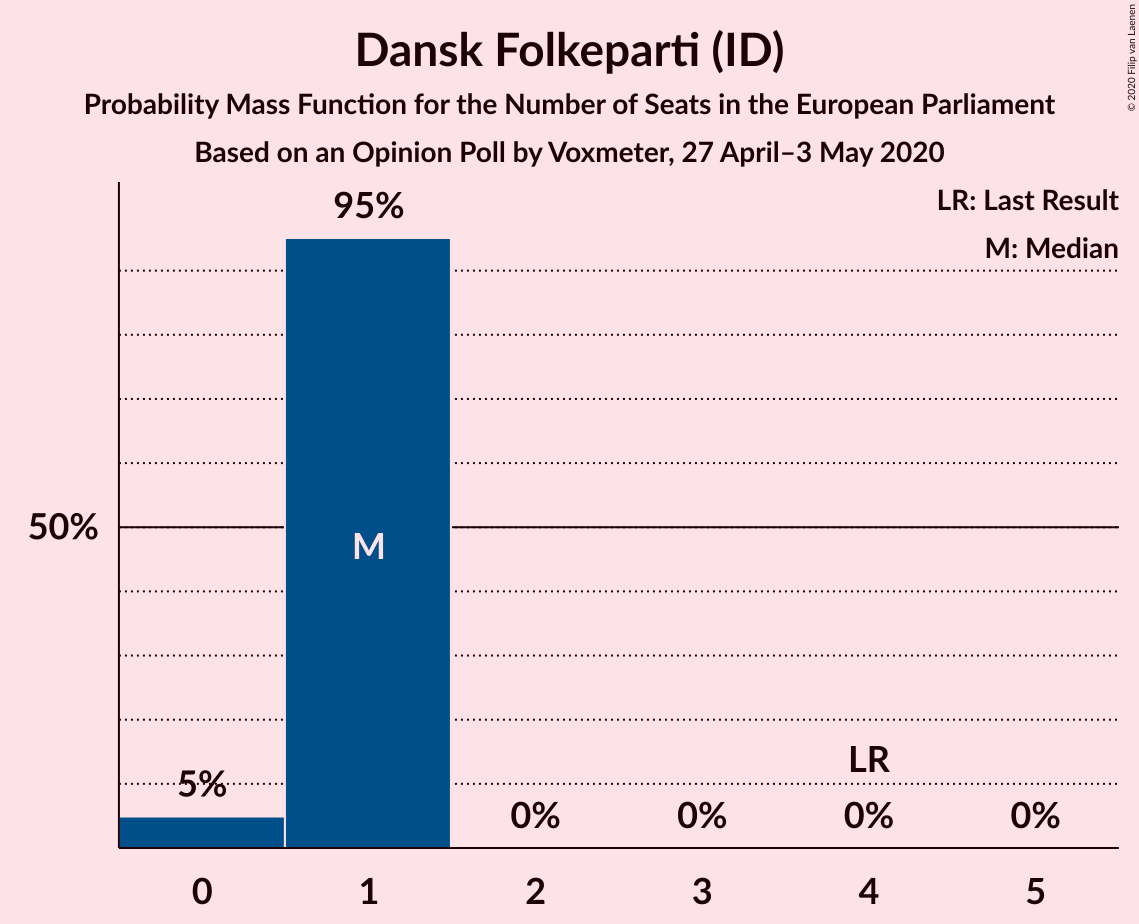 Dansk Folkeparti (ID)
Probability Mass Function for the Number of Seats in the European Parliament
Based on an Opinion Poll by Voxmeter, 27 April–3 May 2020
© 2020 Filip van Laenen
LR: Last Result
M: Median
95%
50%
M
LR
5%
0%
0%
0%
0%
0
1
2
3
4
5